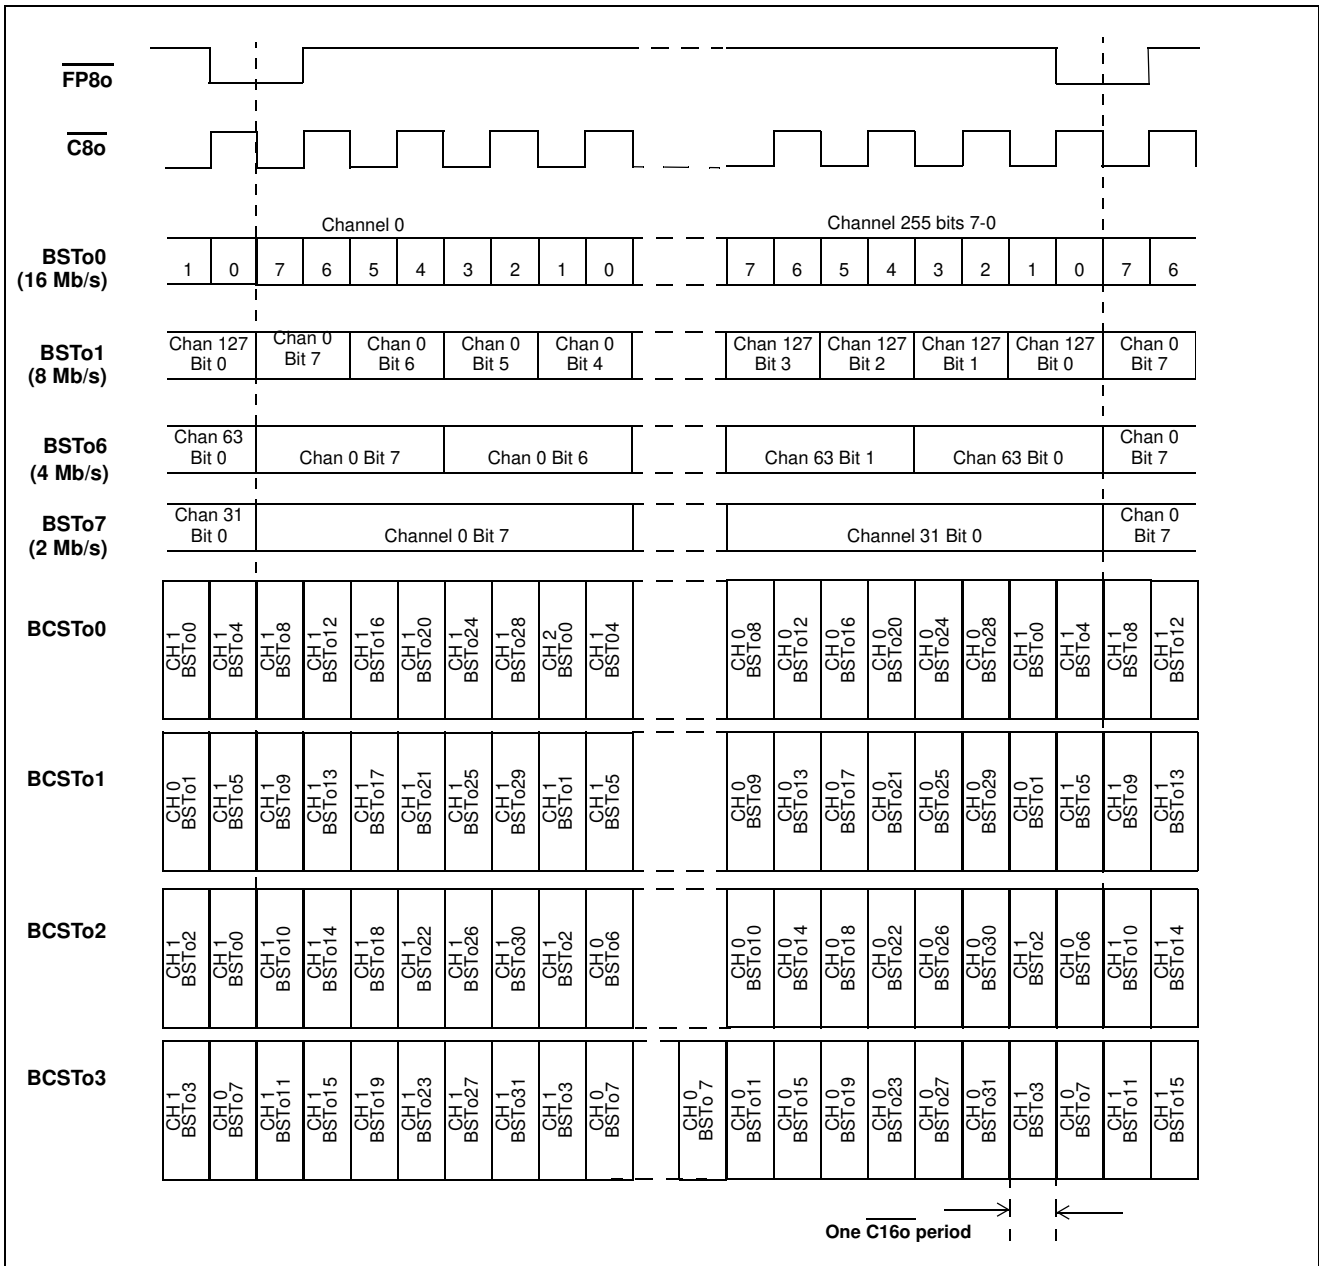 FP8o
C8o
Channel 0
Channel 255 bits 7-0
BSTo0
(16 Mb/s)
1 0 7 6 5 4 3 2 1 0 7 6 5 4 3 2 1 0 7 6
BSTo1
(8 Mb/s)
Chan 127 Bit 0
Chan 0 Bit 7
Chan 0 Bit 6
Chan 0 Bit 5
Chan 0 Bit 4
Chan 127 Bit 3
Chan 127 Bit 2
Chan 127 Bit 1
Chan 127 Bit 0
Chan 0 Bit 7
BSTo6
(4 Mb/s)
Chan 63 Bit 0
Chan 0 Bit 7
Chan 0 Bit 6
Chan 63 Bit 1
Chan 63 Bit 0
Chan 0 Bit 7
BSTo7
(2 Mb/s)
Chan 31 Bit 0
Channel 0 Bit 7
Channel 31 Bit 0
Chan 0 Bit 7
BCSTo0
CH 1 BSTo0
CH 1 BSTo4
CH 1 BSTo8
CH 1 BSTo12
CH 1 BSTo16
CH 1 BSTo20
CH 1 BSTo24
CH 1 BSTo28
CH 2 BSTo0
CH 1 BST04
CH 0 BSTo8
CH 0 BSTo12
CH 0 BSTo16
CH 0 BSTo20
CH 0 BSTo24
CH 0 BSTo28
CH 1 BSTo0
CH 1 BSTo4
CH 1 BSTo8
CH 1 BSTo12
BCSTo1
CH 0 BSTo1
CH 1 BSTo5
CH 1 BSTo9
CH 1 BSTo13
CH 1 BSTo17
CH 1 BSTo21
CH 1 BSTo25
CH 1 BSTo29
CH 1 BSTo1
CH 1 BSTo5
CH 0 BSTo9
CH 0 BSTo13
CH 0 BSTo17
CH 0 BSTo21
CH 0 BSTo25
CH 0 BSTo29
CH 0 BSTo1
CH 1 BSTo5
CH 1 BSTo9
CH 1 BSTo13
BCSTo2
CH 1 BSTo2
CH 1 BSTo0
CH 1 BSTo10
CH 1 BSTo14
CH 1 BSTo18
CH 1 BSTo22
CH 1 BSTo26
CH 1 BSTo30
CH 1 BSTo2
CH 0 BSTo6
CH 0 BSTo10
CH 0 BSTo14
CH 0 BSTo18
CH 0 BSTo22
CH 0 BSTo26
CH 0 BSTo30
CH 1 BSTo2
CH 0 BSTo6
CH 1 BSTo10
CH 1 BSTo14
BCSTo3
CH 1 BSTo3
CH 0 BSTo7
CH 1 BSTo11
CH 1 BSTo15
CH 1 BSTo19
CH 1 BSTo23
CH 1 BSTo27
CH 1 BSTo31
CH 1 BSTo3
CH 0 BSTo7
CH 0 BSTo 7
CH 0 BSTo11
CH 0 BSTo15
CH 0 BSTo19
CH 0 BSTo23
CH 0 BSTo27
CH 0 BSTo31
CH 1 BSTo3
CH 0 BSTo7
CH 1 BSTo11
CH 1 BSTo15
One C16o period